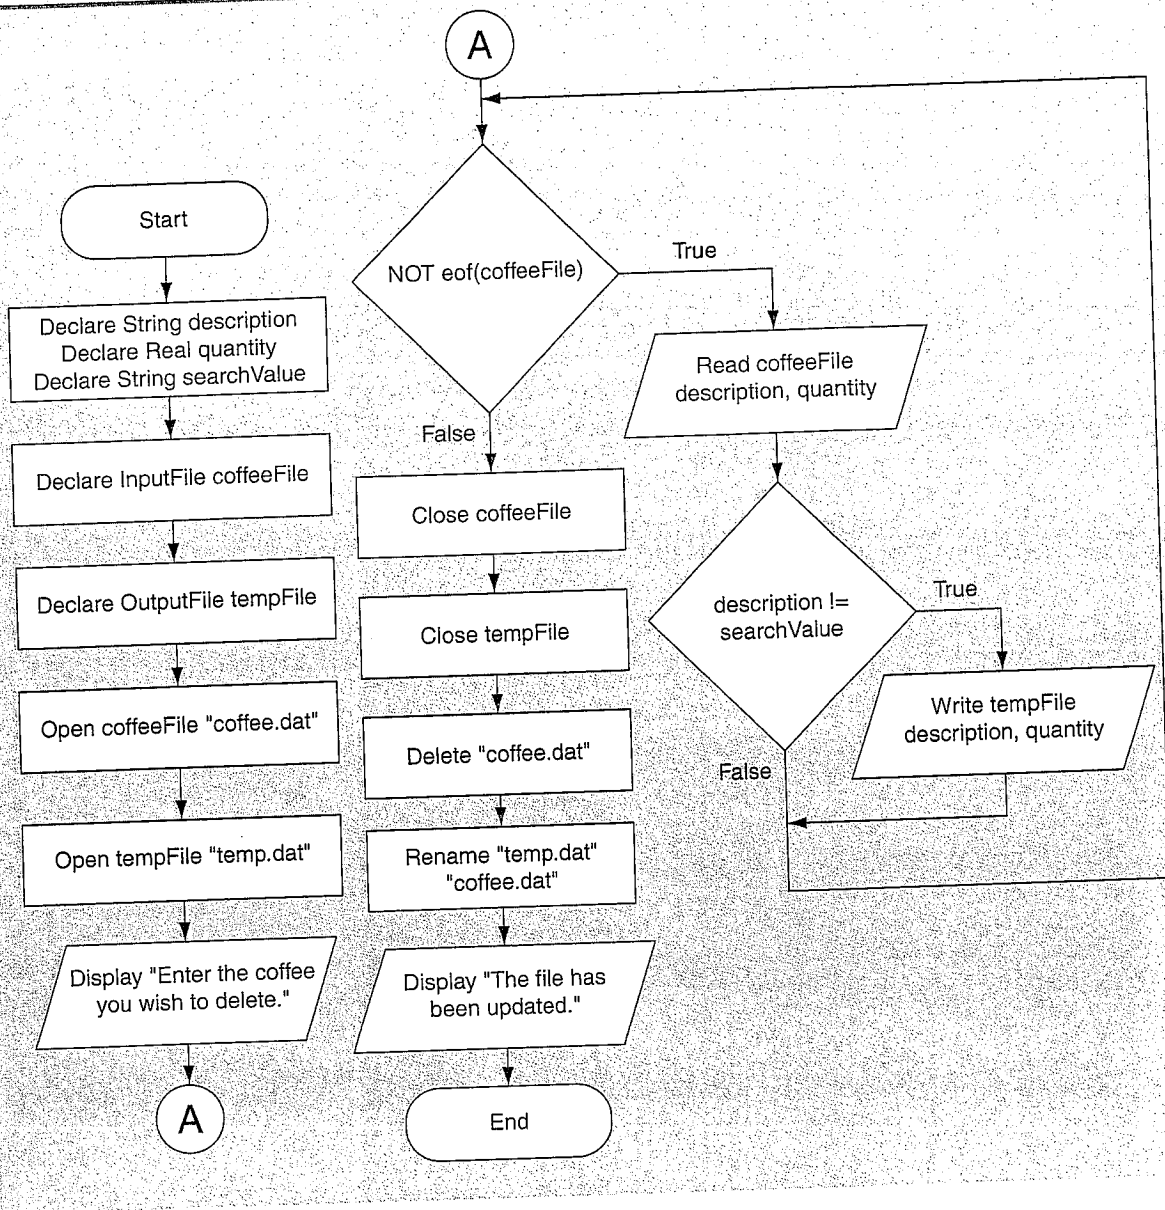 Start
Declare String description
Declare Real quantity
Declare String searchValue
Declare InputFile coffeeFile
Declare OutputFile tempFile
Open coffeeFile "coffee.dat"
Open tempFile "temp.dat"
Display "Enter the coffee
you wish to delete."
A
A
NOT eof(coffeeFile)
True
False
Read coffeeFile
description, quantity
description !=
searchValue
True
Write tempFile
description, quantity
False
Close coffeeFile
Close tempFile
Delete "coffee.dat"
Rename "temp.dat"
"coffee.dat"
Display "The file has
been updated."
End